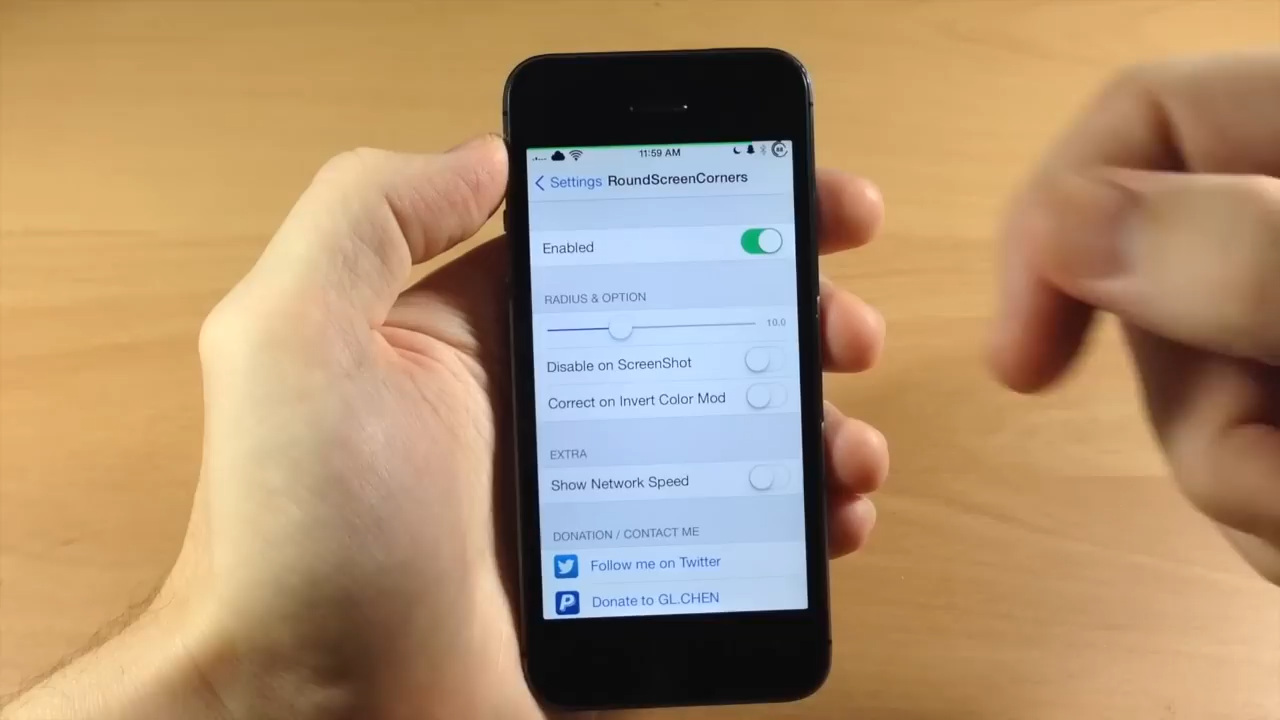 11:59 AM
Settings RoundScreenCorners
Enabled
RADIUS & OPTION
10.0
Disable on ScreenShot
Correct on Invert Color Mod
EXTRA
Show Network Speed
DONATION / CONTACT ME
Follow me on Twitter
Donate to GL.CHEN